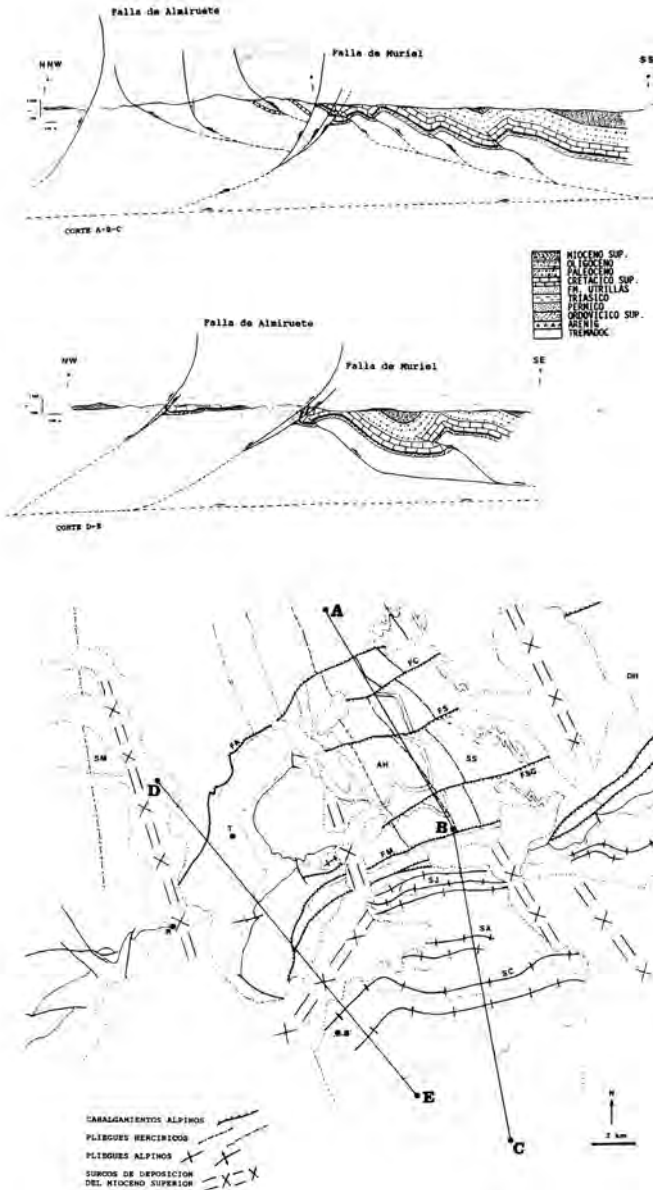 Falla de Almiruete
Falla de Muriel
NNW
SS
CORTE A-B-C
MIOCENO SUP.
OLIGOCENO
PALEOCENO
CRETACICO SUP.
FM. UTRILLAS
TRIASICO
PERMICO
ORDOVICICO SUP.
ARENIG
TREMADOC
Falla de Almiruete
Falla de Muriel
NW
SE
CORTE D-E
A
FC
DH
FA
FS
SM
AH
SS
D
FSG
T
B
FM
SJ
SA
SC
E
C
N
2 km
CABALGAMIENTOS ALPINOS
PLIEGUES HERCINICOS
PLIEGUES ALPINOS
SURCOS DE DEPOSICION
DEL MIOCENO SUPERIOR